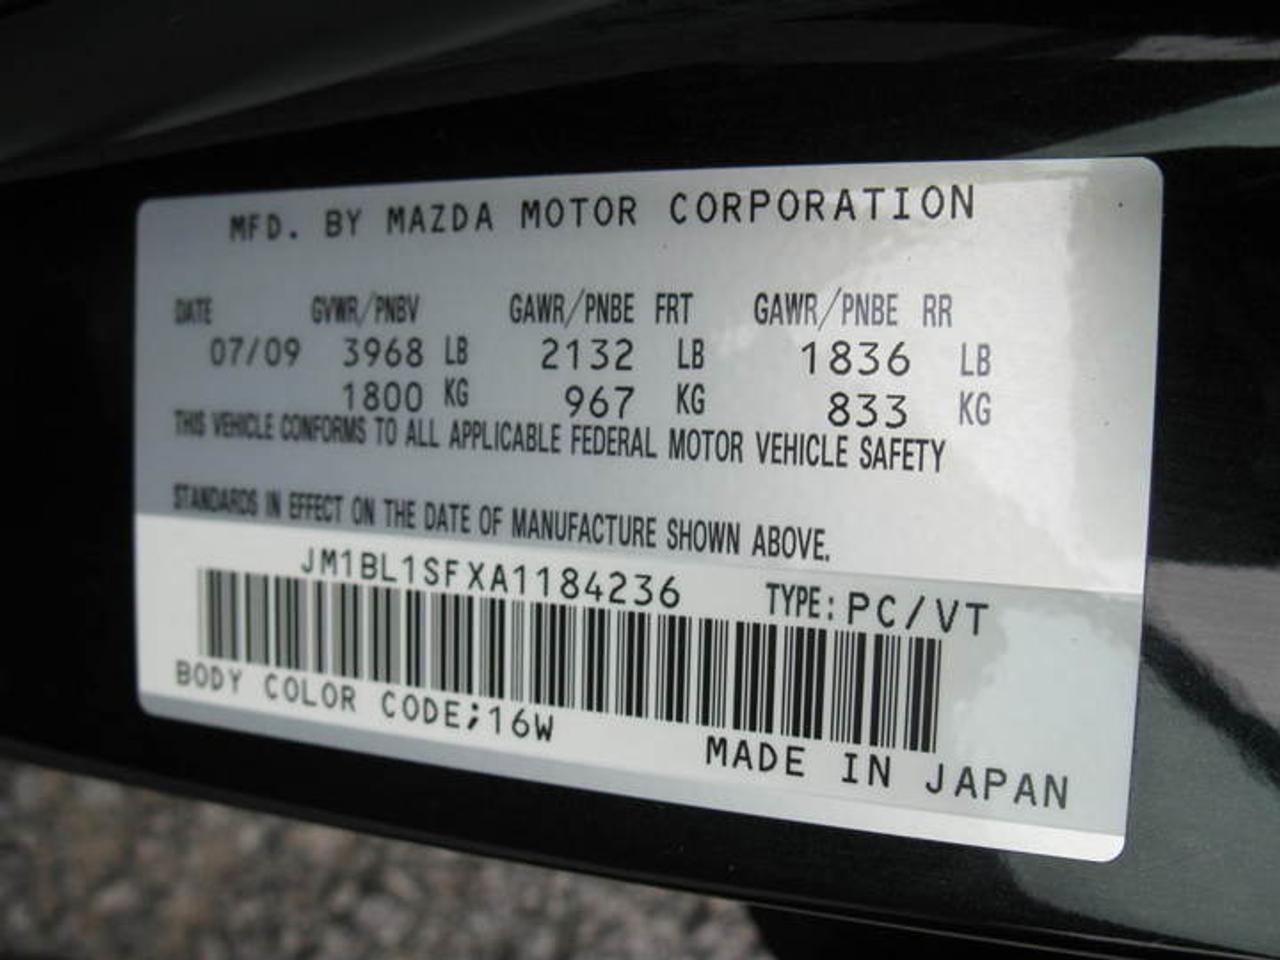 MFD. BY MAZDA MOTOR CORPORATION
DATE GVWR/PNBV GAWR/PNBE FRT GAWR/PNBE RR
07/09 3968 LB 2132 LB 1836 LB
1800 KG 967 KG 833 KG
THIS VEHICLE CONFORMS TO ALL APPLICABLE FEDERAL MOTOR VEHICLE SAFETY
STANDARDS IN EFFECT ON THE DATE OF MANUFACTURE SHOWN ABOVE.
JM1BL1SFXA1184236 TYPE: PC/VT
BODY COLOR CODE;16W
MADE IN JAPAN